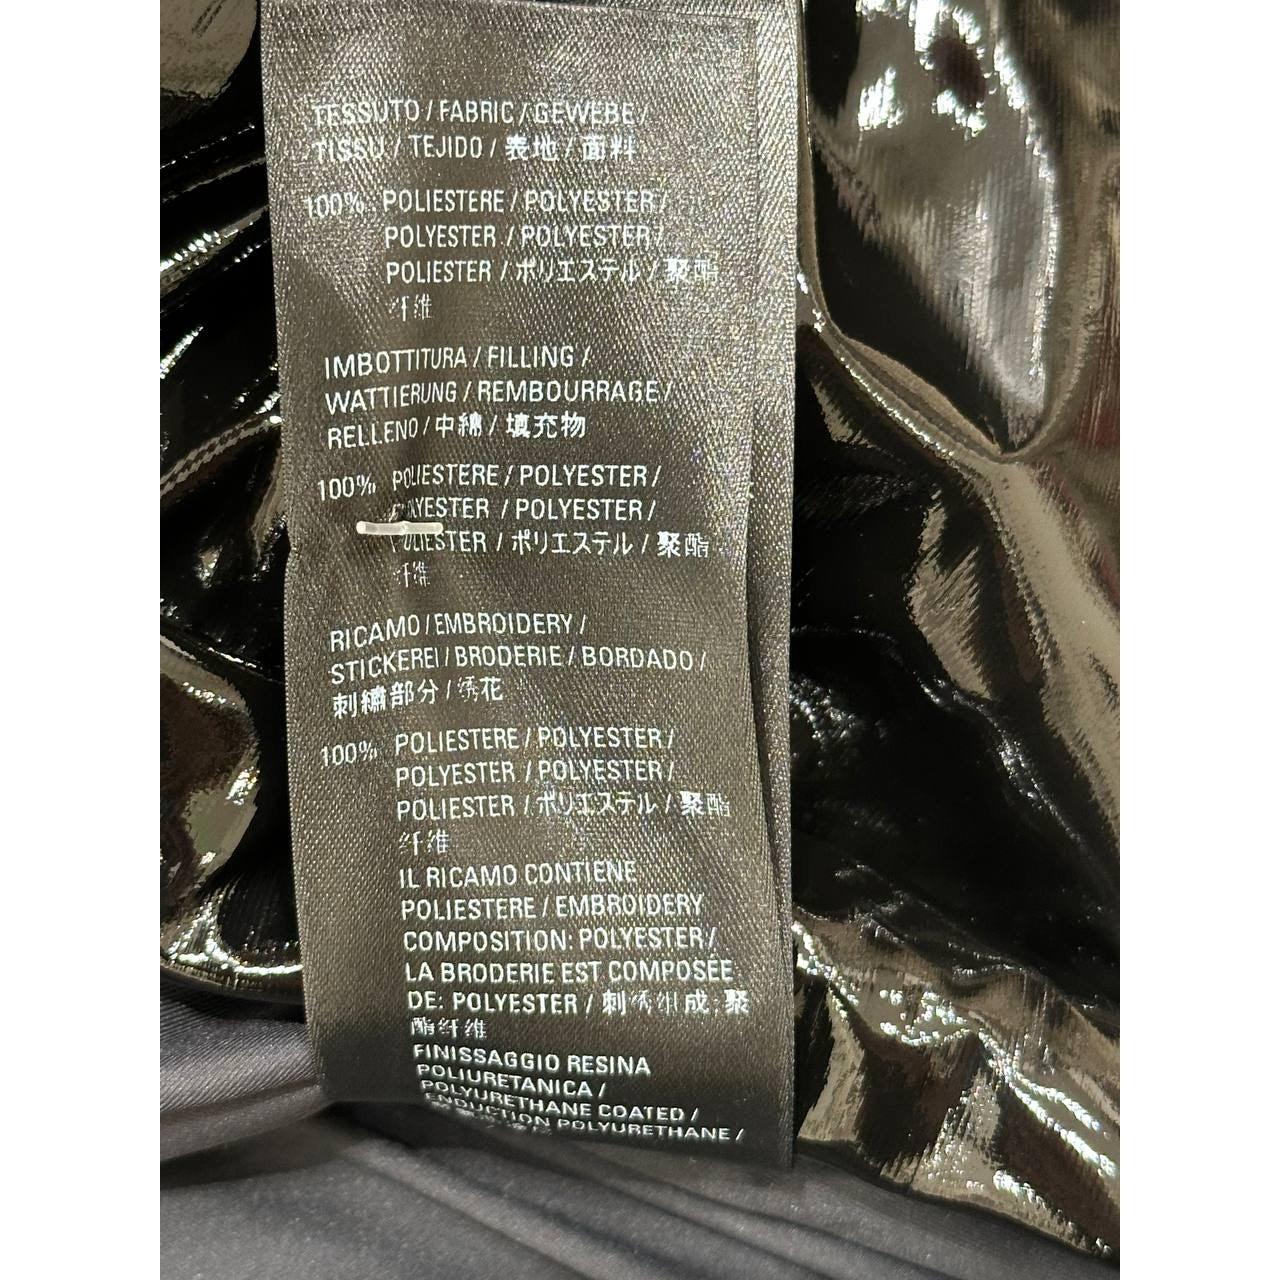 TESSUTO / FABRIC / GEWEBE /
TISSU / TEJIDO / 表地 / 面料
100% POLIESTERE / POLYESTER /
POLYESTER / POLYESTER /
POLIESTER / ポリエステル / 聚酯
纤维
IMBOTTITURA / FILLING /
WATTIERUNG / REMBOURRAGE /
RELLENO / 中綿 / 填充物
100% POLIESTERE / POLYESTER /
POLYESTER / POLYESTER /
POLIESTER / ポリエステル / 聚酯
纤维
RICAMO / EMBROIDERY /
STICKEREI / BRODERIE / BORDADO /
刺繍部分 / 绣花
100% POLIESTERE / POLYESTER /
POLYESTER / POLYESTER /
POLIESTER / ポリエステル / 聚酯
纤维
IL RICAMO CONTIENE
POLIESTERE / EMBROIDERY
COMPOSITION: POLYESTER /
LA BRODERIE EST COMPOSÉE
DE: POLYESTER / 刺绣组成: 聚
酯纤维
FINISSAGGIO RESINA
POLIURETANICA /
POLYURETHANE COATED /
ENDUCTION POLYURETHANE /